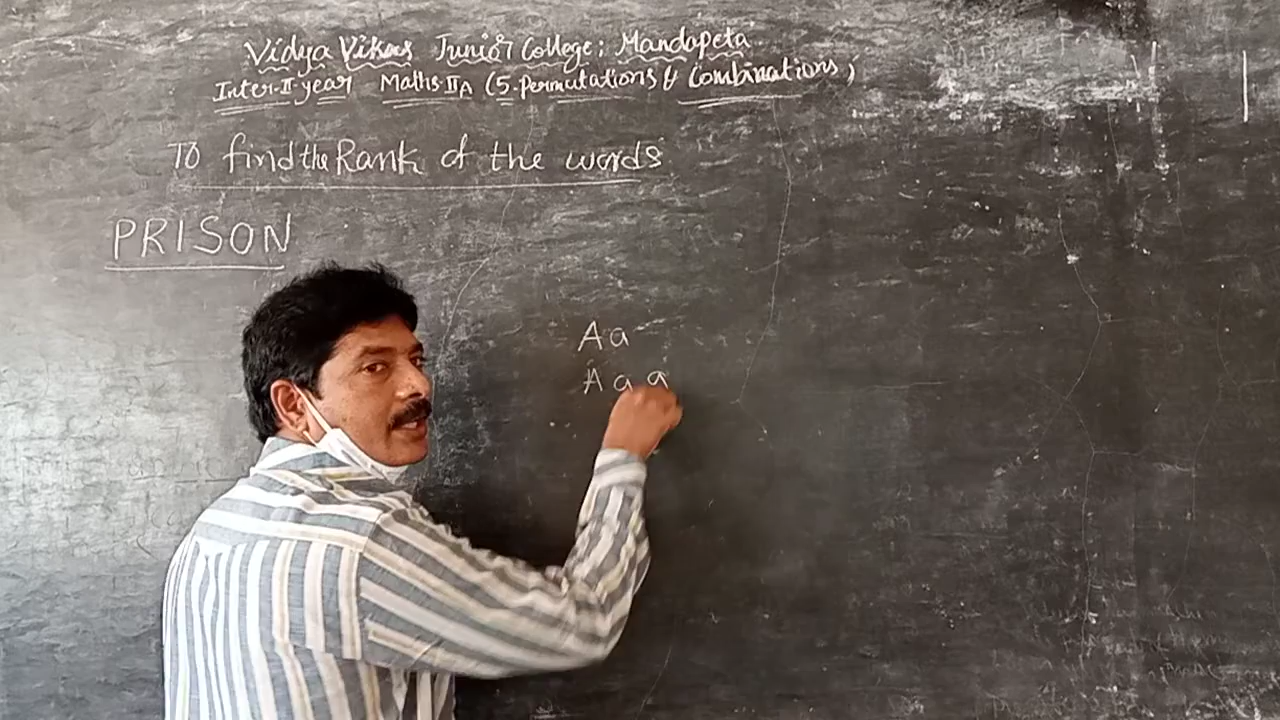 Vidya Vikas Junior College; Mandapeta
Inter-II year Maths-IIA (5. Permutations & Combinations)
To find the Rank of the words
PRISON
Aa
Aaa